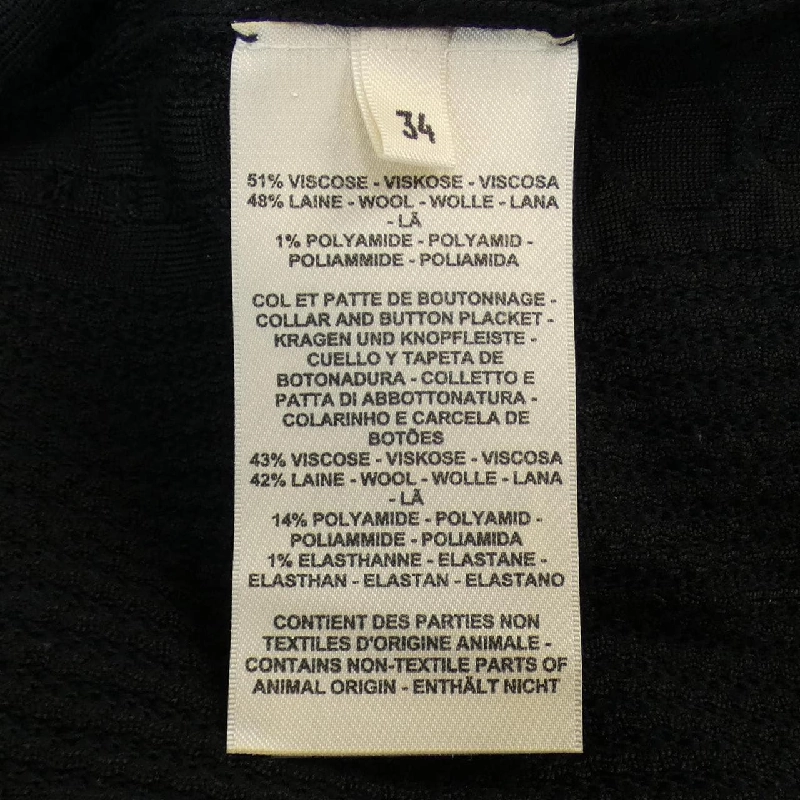 34
51% VISCOSE - VISKOSE - VISCOSA
48% LAINE - WOOL - WOLLE - LANA
- LÃ
1% POLYAMIDE - POLYAMID -
POLIAMMIDE - POLIAMIDA
COL ET PATTE DE BOUTONNAGE -
COLLAR AND BUTTON PLACKET -
KRAGEN UND KNOPFLEISTE -
CUELLO Y TAPETA DE
BOTONADURA - COLLETTO E
PATTA DI ABBOTTONATURA -
COLARINHO E CARCELA DE
BOTÕES
43% VISCOSE - VISKOSE - VISCOSA
42% LAINE - WOOL - WOLLE - LANA
- LÃ
14% POLYAMIDE - POLYAMID -
POLIAMMIDE - POLIAMIDA
1% ELASTHANNE - ELASTANE -
ELASTHAN - ELASTAN - ELASTANO
CONTIENT DES PARTIES NON
TEXTILES D'ORIGINE ANIMALE -
CONTAINS NON-TEXTILE PARTS OF
ANIMAL ORIGIN - ENTHÄLT NICHT